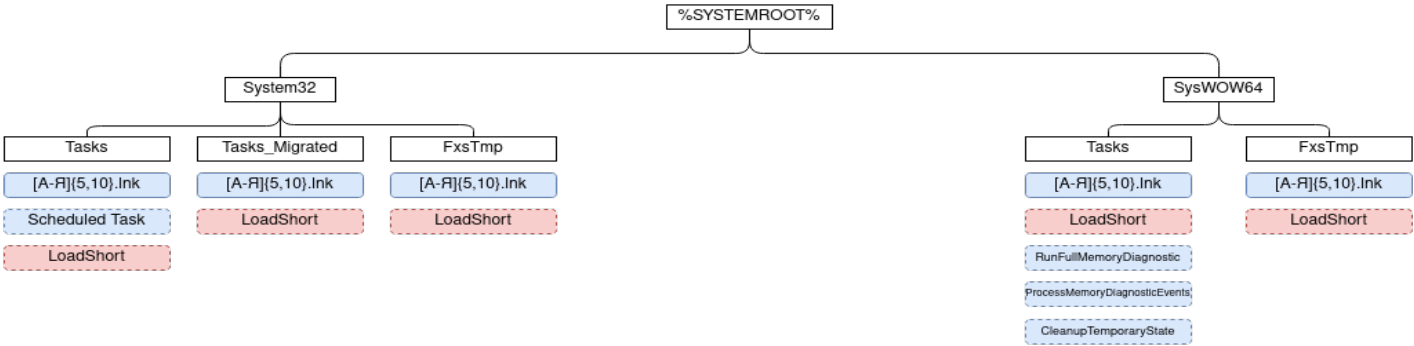 %SYSTEMROOT%
System32
SysWOW64
Tasks
Tasks_Migrated
FxsTmp
Tasks
FxsTmp
[А-Я]{5,10}.lnk
[А-Я]{5,10}.lnk
[А-Я]{5,10}.lnk
[А-Я]{5,10}.lnk
[А-Я]{5,10}.lnk
Scheduled Task
LoadShort
LoadShort
LoadShort
LoadShort
LoadShort
RunFullMemoryDiagnostic
ProcessMemoryDiagnosticEvents
CleanupTemporaryState